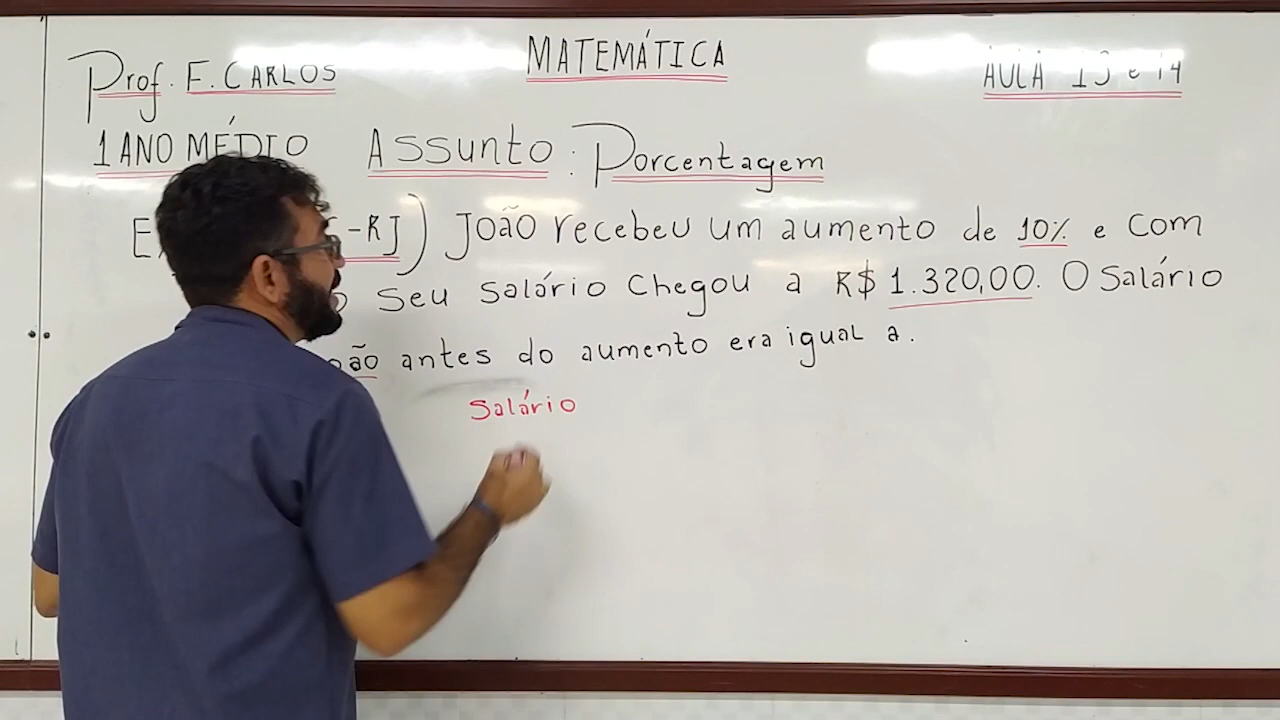 Prof. F. CARLOS
MATEMÁTICA
AULA 13 e 14
1 ANO MÉDIO
ASSUNTO: Porcentagem
-RJ) João recebeu um aumento de 10% e com
o seu salário chegou a R$ 1.320,00. O salário
antes do aumento era igual a.
Salário